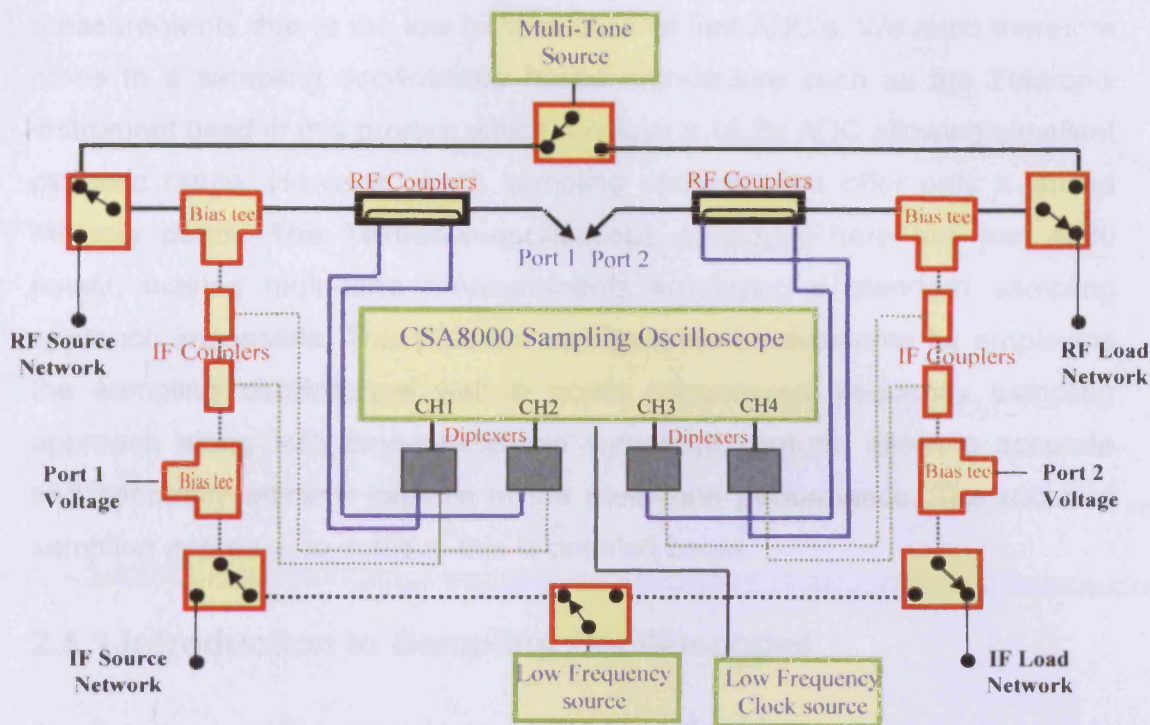 Multi-Tone
Source
RF Couplers
RF Couplers
Bias tee
Bias tee
Port 1
Port 2
RF Source
Network
IF Couplers
CSA8000 Sampling Oscilloscope
IF Couplers
RF Load
Network
CH1
CH2
CH3
CH4
Diplexers
Diplexers
Port 1
Voltage
Bias tee
Bias tee
Port 2
Voltage
IF Source
Network
Low Frequency
source
Low Frequency
Clock source
IF Load
Network